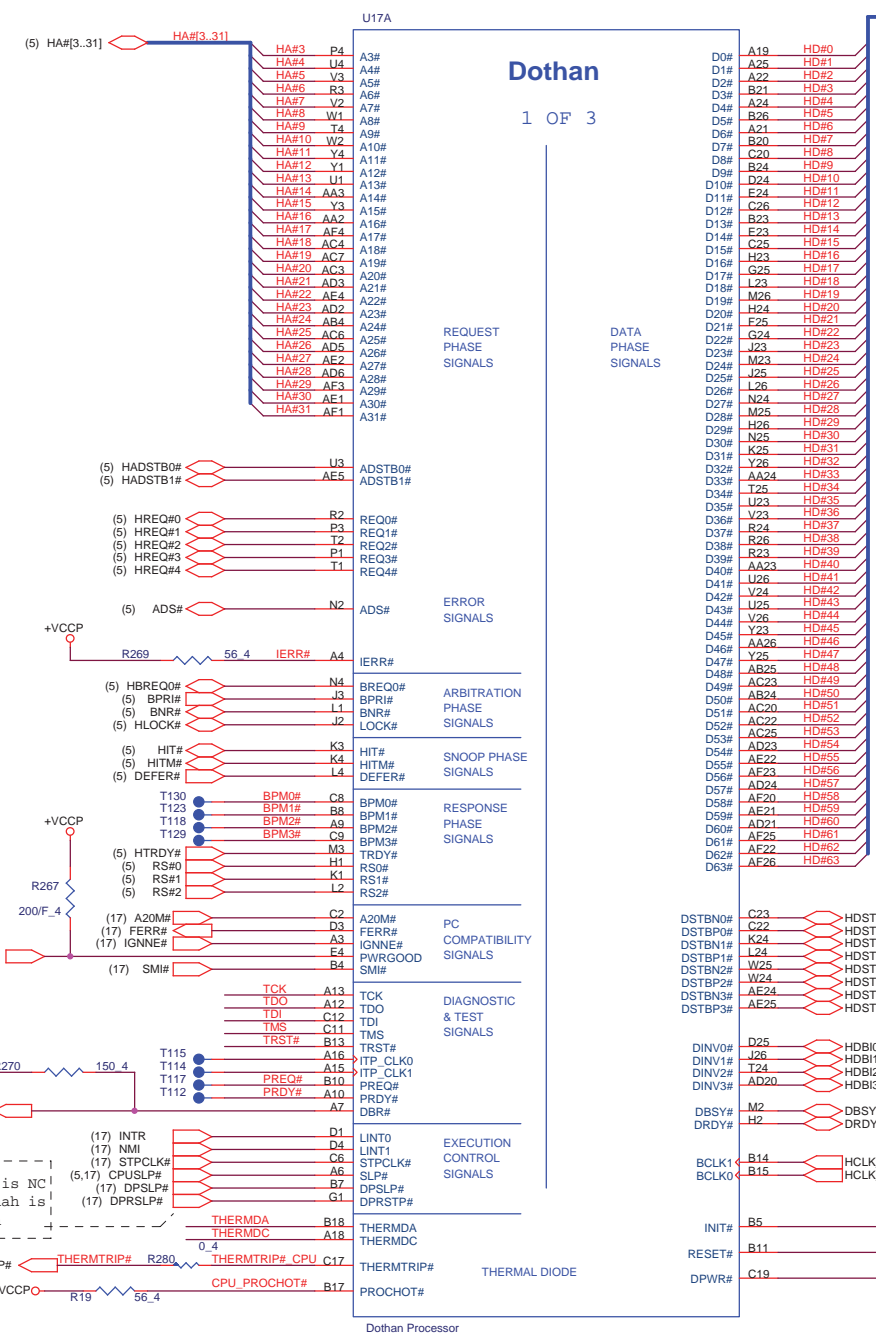 U17A
(5) HA#[3..31] HA#[3..31]
Dothan
1 OF 3
HA#3 P4 A3#
HA#4 U4 A4#
HA#5 V3 A5#
HA#6 R3 A6#
HA#7 V2 A7#
HA#8 W1 A8#
HA#9 T4 A9#
HA#10 W2 A10#
HA#11 Y4 A11#
HA#12 Y1 A12#
HA#13 U1 A13#
HA#14 AA3 A14#
HA#15 Y3 A15#
HA#16 AA2 A16#
HA#17 AF4 A17#
HA#18 AC4 A18#
HA#19 AC7 A19#
HA#20 AC3 A20#
HA#21 AD3 A21#
HA#22 AE4 A22#
HA#23 AD2 A23#
HA#24 AB4 A24#
HA#25 AC6 A25#
HA#26 AD5 A26#
HA#27 AE2 A27#
HA#28 AD6 A28#
HA#29 AF3 A29#
HA#30 AE1 A30#
HA#31 AF1 A31#
REQUEST
PHASE
SIGNALS
(5) HADSTB0# U3 ADSTB0#
(5) HADSTB1# AE5 ADSTB1#
(5) HREQ#0 R2 REQ0#
(5) HREQ#1 P3 REQ1#
(5) HREQ#2 T2 REQ2#
(5) HREQ#3 P1 REQ3#
(5) HREQ#4 T1 REQ4#
(5) ADS# N2 ADS#
ERROR
SIGNALS
+VCCP
R269 56_4 IERR# A4 IERR#
(5) HBREQ0# N4 BREQ0#
(5) BPRI# J3 BPRI#
(5) BNR# L1 BNR#
(5) HLOCK# J2 LOCK#
ARBITRATION
PHASE
SIGNALS
(5) HIT# K3 HIT#
(5) HITM# K4 HITM#
(5) DEFER# L4 DEFER#
SNOOP PHASE
SIGNALS
T130 BPM0# C8 BPM0#
T123 BPM1# B8 BPM1#
T118 BPM2# A9 BPM2#
T129 BPM3# C9 BPM3#
(5) HTRDY# M3 TRDY#
(5) RS#0 H1 RS0#
(5) RS#1 K1 RS1#
(5) RS#2 L2 RS2#
RESPONSE
PHASE
SIGNALS
+VCCP
R267
200/F_4
(17) A20M# C2 A20M#
(17) FERR# D3 FERR#
(17) IGNNE# A3 IGNNE#
E4 PWRGOOD
(17) SMI# B4 SMI#
PC
COMPATIBILITY
SIGNALS
TCK A13 TCK
TDO A12 TDO
TDI C12 TDI
TMS C11 TMS
TRST# B13 TRST#
T115 A16 ITP_CLK0
T114 A15 ITP_CLK1
T117 PREQ# B10 PREQ#
T112 PRDY# A10 PRDY#
A7 DBR#
270 150_4
DIAGNOSTIC
& TEST
SIGNALS
(17) INTR D1 LINT0
(17) NMI D4 LINT1
(17) STPCLK# C6 STPCLK#
(5,17) CPUSLP# A6 SLP#
(17) DPSLP# B7 DPSLP#
(17) DPRSLP# G1 DPRSTP#
EXECUTION
CONTROL
SIGNALS
is NC
ah is
THERMDA B18 THERMDA
THERMDC A18 THERMDC
P# THERMTRIP# R280 0_4 THERMTRIP#_CPU C17 THERMTRIP#
VCCP R19 56_4 CPU_PROCHOT# B17 PROCHOT#
THERMAL DIODE
D0# A19 HD#0
D1# A25 HD#1
D2# A22 HD#2
D3# B21 HD#3
D4# A24 HD#4
D5# B26 HD#5
D6# A21 HD#6
D7# B20 HD#7
D8# C20 HD#8
D9# B24 HD#9
D10# D24 HD#10
D11# E24 HD#11
D12# C26 HD#12
D13# B23 HD#13
D14# E23 HD#14
D15# C25 HD#15
D16# H23 HD#16
D17# G25 HD#17
D18# L23 HD#18
D19# M26 HD#19
D20# H24 HD#20
D21# F25 HD#21
D22# G24 HD#22
D23# J23 HD#23
D24# M23 HD#24
D25# J25 HD#25
D26# L26 HD#26
D27# N24 HD#27
D28# M25 HD#28
D29# H26 HD#29
D30# N25 HD#30
D31# K25 HD#31
D32# Y26 HD#32
D33# AA24 HD#33
D34# T25 HD#34
D35# U23 HD#35
D36# V23 HD#36
D37# R24 HD#37
D38# R26 HD#38
D39# R23 HD#39
D40# AA23 HD#40
D41# U26 HD#41
D42# V24 HD#42
D43# U25 HD#43
D44# V26 HD#44
D45# Y23 HD#45
D46# AA26 HD#46
D47# Y25 HD#47
D48# AB25 HD#48
D49# AC23 HD#49
D50# AB24 HD#50
D51# AC20 HD#51
D52# AC22 HD#52
D53# AC25 HD#53
D54# AD23 HD#54
D55# AE22 HD#55
D56# AF23 HD#56
D57# AD24 HD#57
D58# AF20 HD#58
D59# AE21 HD#59
D60# AD21 HD#60
D61# AF25 HD#61
D62# AF22 HD#62
D63# AF26 HD#63
DATA
PHASE
SIGNALS
DSTBN0# C23 HDST
DSTBP0# C22 HDST
DSTBN1# K24 HDST
DSTBP1# L24 HDST
DSTBN2# W25 HDST
DSTBP2# W24 HDST
DSTBN3# AE24 HDST
DSTBP3# AE25 HDST
DINV0# D25 HDBI0
DINV1# J26 HDBI1
DINV2# T24 HDBI2
DINV3# AD20 HDBI3
DBSY# M2 DBSY
DRDY# H2 DRDY
BCLK1 B14 HCLK
BCLK0 B15 HCLK
INIT# B5
RESET# B11
DPWR# C19
Dothan Processor